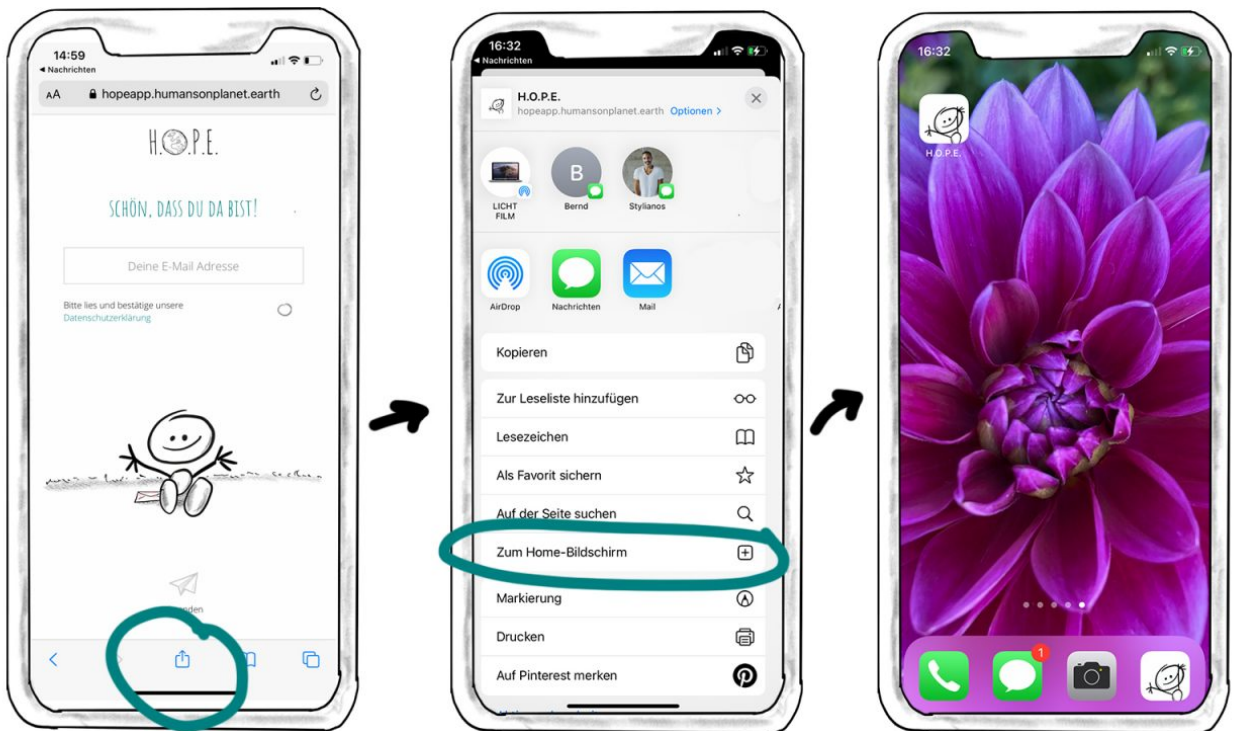 14:59
◀ Nachrichten
AA hopeapp.humansonplanet.earth
H.O.P.E.
SCHÖN, DASS DU DA BIST!
Deine E-Mail Adresse
Bitte lies und bestätige unsere
Datenschutzerklärung
16:32
◀ Nachrichten
H.O.P.E.
hopeapp.humansonplanet.earth Optionen >
B
LICHT
FILM
Bernd
Stylianos
AirDrop
Nachrichten
Mail
Kopieren
Zur Leseliste hinzufügen
Lesezeichen
Als Favorit sichern
Auf der Seite suchen
Zum Home-Bildschirm
Markierung
Drucken
Auf Pinterest merken
16:32
H.O.P.E.
1